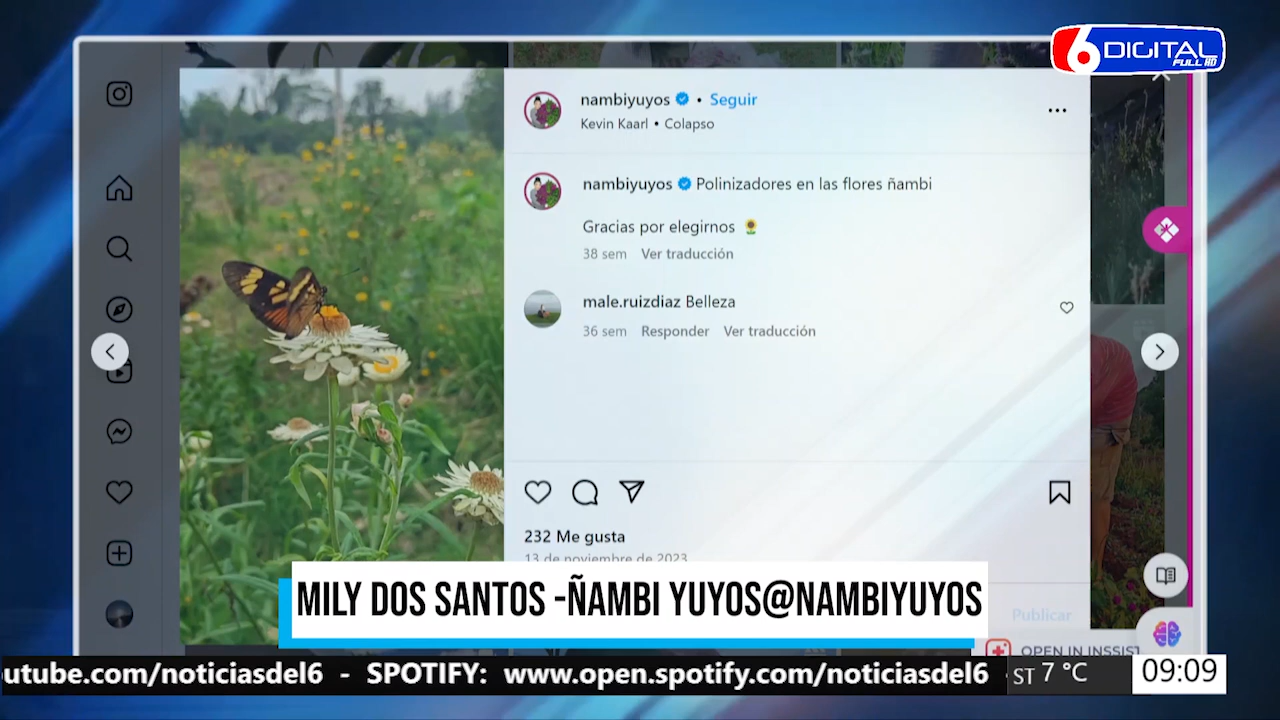 6 DIGITAL
FULL HD
nambiyuyos • Seguir
Kevin Kaarl • Colapso
nambiyuyos Polinizadores en las flores ñambi
Gracias por elegirnos
38 sem Ver traducción
male.ruizdiaz Belleza
36 sem Responder Ver traducción
232 Me gusta
13 de noviembre de 2023
Publicar
MILY DOS SANTOS -ÑAMBI YUYOS@NAMBIYUYOS
OPEN IN INSSIST
utube.com/noticiasdel6 - SPOTIFY: www.open.spotify.com/noticiasdel6
ST 7 °C
09:09